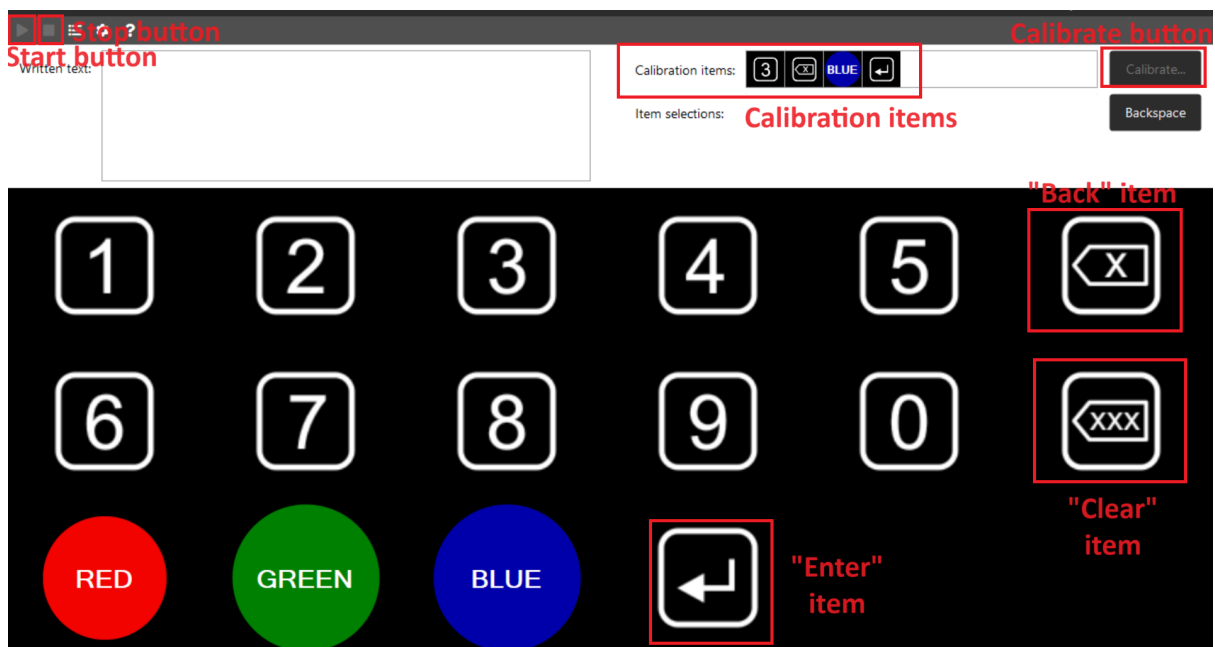 ? Stop button
Calibrate button
Start button
Written text:
Calibration items: 3 X BLUE
Calibrate...
Item selections:
Calibration items
Backspace
"Back" item
1 2 3 4 5 X
6 7 8 9 0 XXX
"Clear"
item
RED GREEN BLUE
"Enter"
item